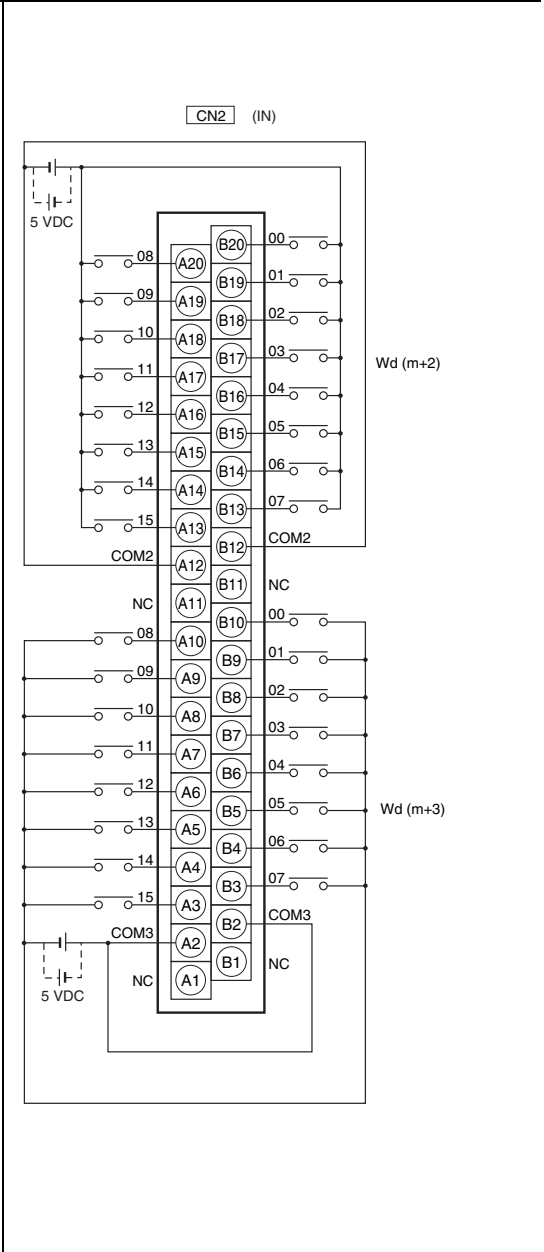 CN2 (IN)
5 VDC
B20 00
08 A20
B19 01
09 A19
B18 02
10 A18
B17 03
Wd (m+2)
11 A17
B16 04
12 A16
B15 05
13 A15
B14 06
14 A14
B13 07
15 A13
B12 COM2
COM2 A12
B11 NC
NC A11
B10 00
08 A10
B9 01
09 A9
B8 02
10 A8
B7 03
11 A7
B6 04
12 A6
B5 05
Wd (m+3)
13 A5
B4 06
14 A4
B3 07
15 A3
B2 COM3
COM3 A2
B1 NC
NC A1
5 VDC